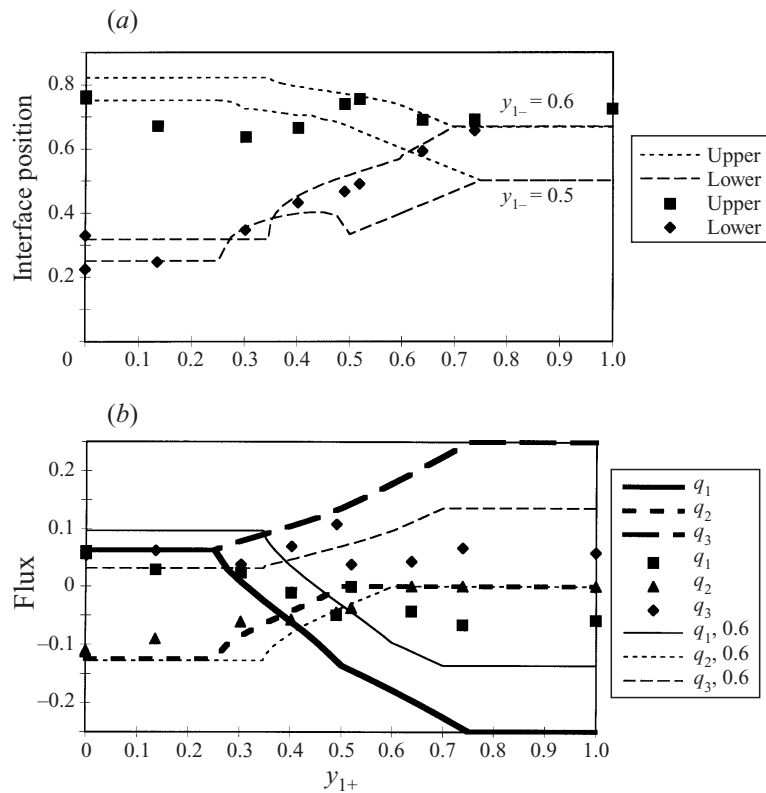 (a)
Interface position
0.8
0.6
0.4
0.2
0
0.1
0.2
0.3
0.4
0.5
0.6
0.7
0.8
0.9
1.0
y1– = 0.6
y1– = 0.5
Upper
Lower
Upper
Lower
(b)
Flux
0.2
0.1
0
–0.1
–0.2
0
0.1
0.2
0.3
0.4
0.5
0.6
0.7
0.8
0.9
1.0
y1+
q1
q2
q3
q1
q2
q3
q1, 0.6
q2, 0.6
q3, 0.6